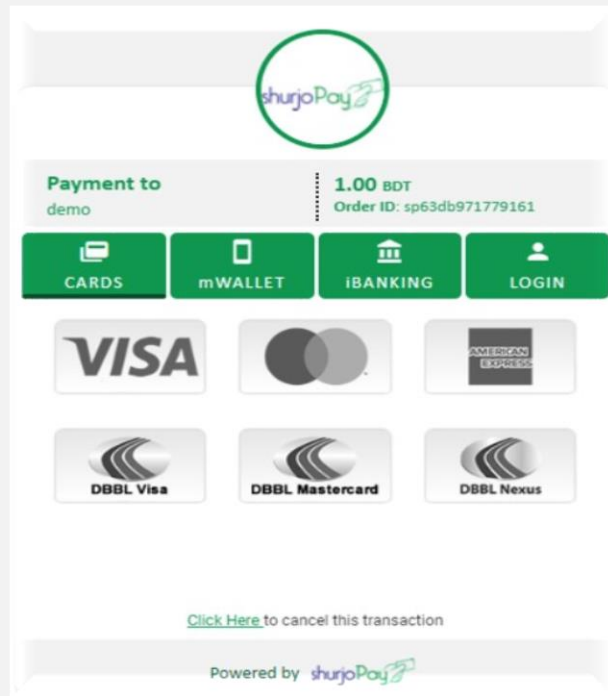 shurjoPay
Payment to
demo
1.00 BDT
Order ID: sp63db971779161
CARDS
mWALLET
iBANKING
LOGIN
VISA
AMERICAN
EXPRESS
DBBL Visa
DBBL Mastercard
DBBL Nexus
Click Here to cancel this transaction
Powered by shurjoPay